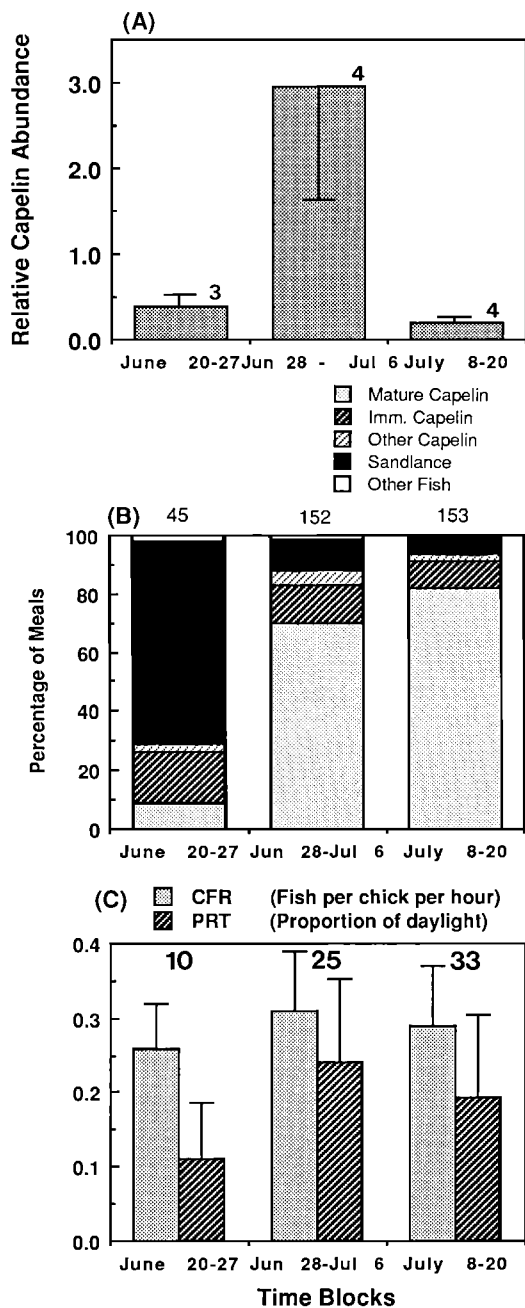 (A)
Relative Capelin Abundance
3.0
2.0
1.0
0.0
3
4
4
June 20-27 Jun 28 - Jul 6 July 8-20
Mature Capelin
Imm. Capelin
Other Capelin
Sandlance
Other Fish
(B)
45 152 153
Percentage of Meals
100
80
60
40
20
0
June 20-27 Jun 28-Jul 6 July 8-20
(C)
CFR (Fish per chick per hour)
PRT (Proportion of daylight)
0.4
0.3
0.2
0.1
0.0
10 25 33
June 20-27 Jun 28-Jul 6 July 8-20
Time Blocks